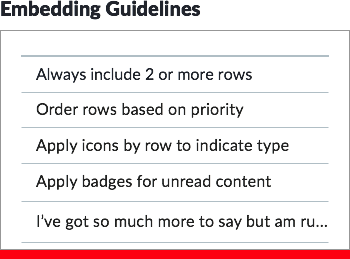 Embedding Guidelines
Always include 2 or more rows
Order rows based on priority
Apply icons by row to indicate type
Apply badges for unread content
I've got so much more to say but am ru...